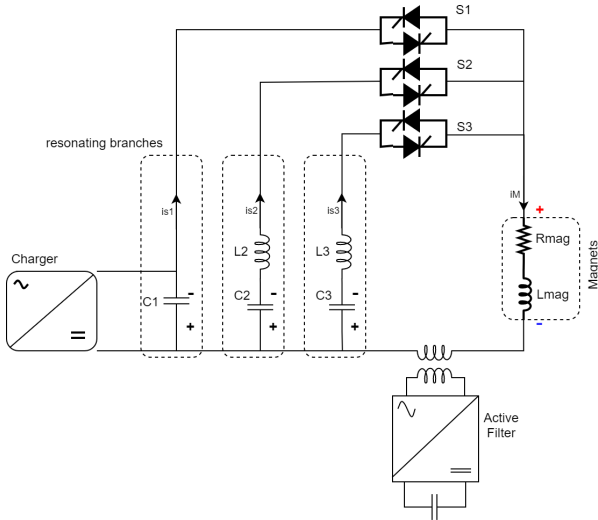 S1
S2
S3
resonating branches
is1
is2
is3
iM
+
Rmag
Lmag
-
Magnets
L2
L3
Charger
C1
-
+
C2
-
+
C3
-
+
Active
Filter